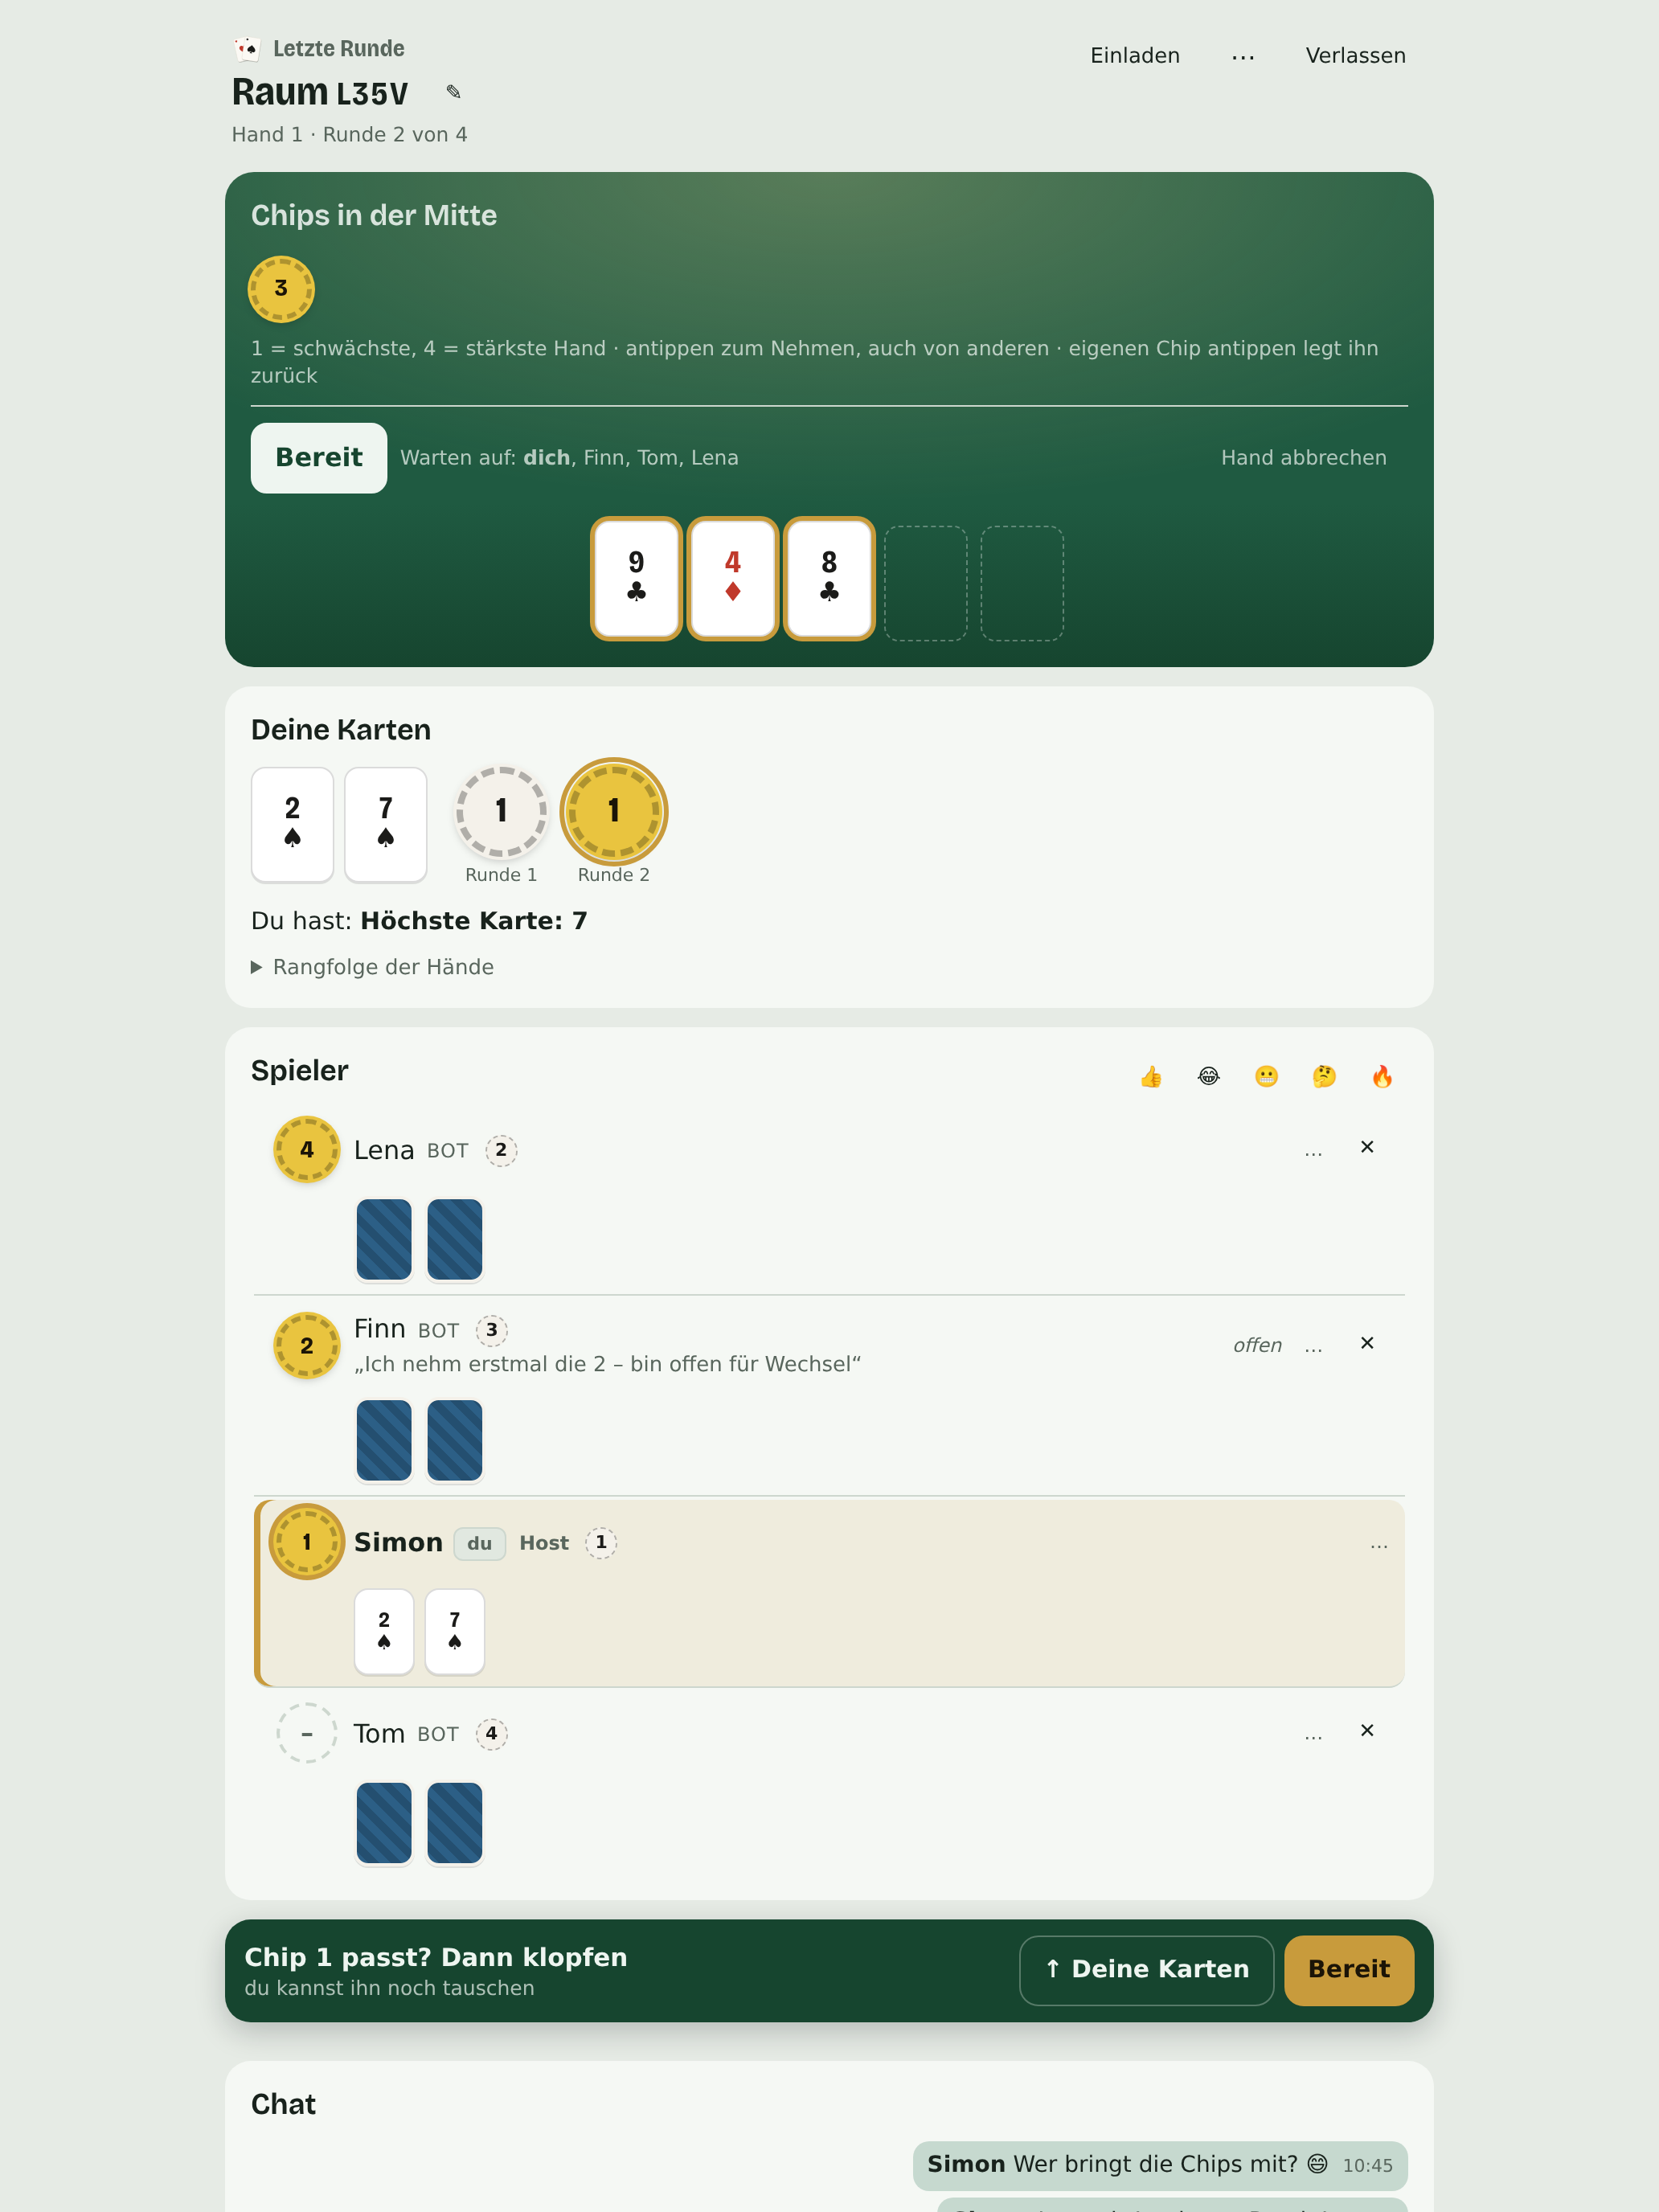 Letzte Runde
Einladen … Verlassen
Raum L35V ✎
Hand 1 · Runde 2 von 4
Chips in der Mitte
3
1 = schwächste, 4 = stärkste Hand · antippen zum Nehmen, auch von anderen · eigenen Chip antippen legt ihn
zurück
Bereit Warten auf: dich, Finn, Tom, Lena Hand abbrechen
9 4 8
♣ ♦ ♣
Deine Karten
2 7 1 1
♠ ♠
Runde 1 Runde 2
Du hast: Höchste Karte: 7
▶ Rangfolge der Hände
Spieler 👍 😂 😬 🤔 🔥
4 Lena BOT 2 … ✕
Finn BOT 3
2 offen … ✕
„Ich nehm erstmal die 2 – bin offen für Wechsel“
1 Simon du Host 1 …
2 7
♠ ♠
– Tom BOT 4 … ✕
Chip 1 passt? Dann klopfen
du kannst ihn noch tauschen
↑ Deine Karten Bereit
Chat
Simon Wer bringt die Chips mit? 😄 10:45